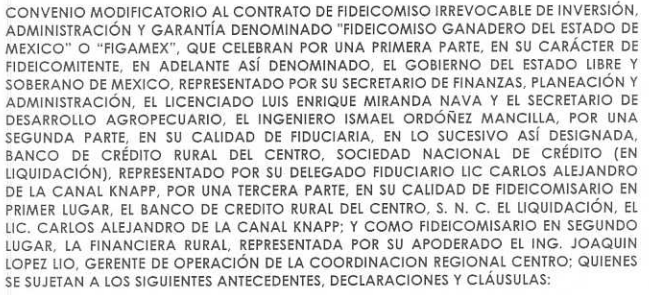 CONVENIO MODIFICATORIO AL CONTRATO DE FIDEICOMISO IRREVOCABLE DE INVERSIÓN,
ADMINISTRACIÓN Y GARANTÍA DENOMINADO "FIDEICOMISO GANADERO DEL ESTADO DE
MEXICO" O "FIGAMEX", QUE CELEBRAN POR UNA PRIMERA PARTE, EN SU CARÁCTER DE
FIDEICOMITENTE, EN ADELANTE ASÍ DENOMINADO, EL GOBIERNO DEL ESTADO LIBRE Y
SOBERANO DE MEXICO, REPRESENTADO POR SU SECRETARIO DE FINANZAS, PLANEACIÓN Y
ADMINISTRACIÓN, EL LICENCIADO LUIS ENRIQUE MIRANDA NAVA Y EL SECRETARIO DE
DESARROLLO AGROPECUARIO, EL INGENIERO ISMAEL ORDÓÑEZ MANCILLA, POR UNA
SEGUNDA PARTE, EN SU CALIDAD DE FIDUCIARIA, EN LO SUCESIVO ASÍ DESIGNADA,
BANCO DE CRÉDITO RURAL DEL CENTRO, SOCIEDAD NACIONAL DE CRÉDITO (EN
LIQUIDACIÓN), REPRESENTADO POR SU DELEGADO FIDUCIARIO LIC CARLOS ALEJANDRO
DE LA CANAL KNAPP, POR UNA TERCERA PARTE, EN SU CALIDAD DE FIDEICOMISARIO EN
PRIMER LUGAR, EL BANCO DE CREDITO RURAL DEL CENTRO, S. N. C. EL LIQUIDACIÓN, EL
LIC. CARLOS ALEJANDRO DE LA CANAL KNAPP; Y COMO FIDEICOMISARIO EN SEGUNDO
LUGAR, LA FINANCIERA RURAL, REPRESENTADA POR SU APODERADO EL ING. JOAQUIN
LOPEZ LIO, GERENTE DE OPERACIÓN DE LA COORDINACION REGIONAL CENTRO; QUIENES
SE SUJETAN A LOS SIGUIENTES ANTECEDENTES, DECLARACIONES Y CLÁUSULAS: